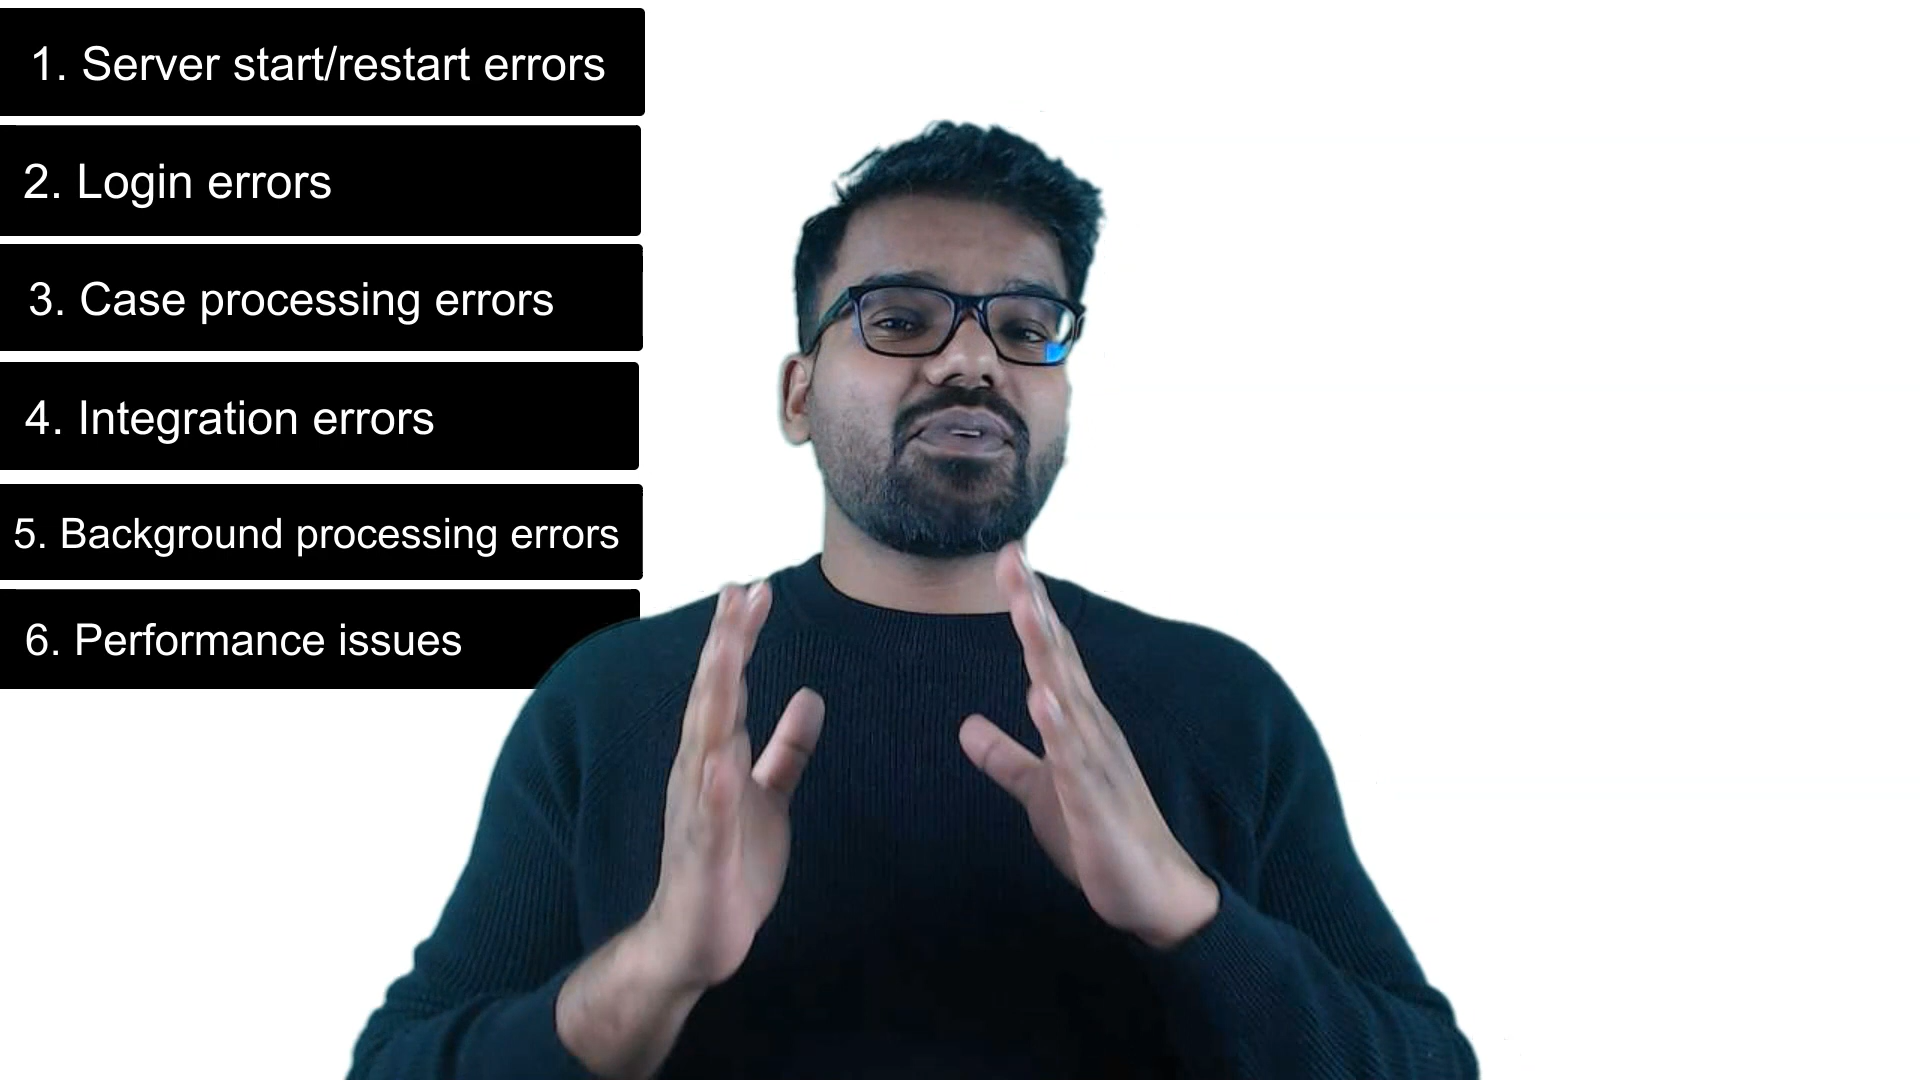 1. Server start/restart errors
2. Login errors
3. Case processing errors
4. Integration errors
5. Background processing errors
6. Performance issues